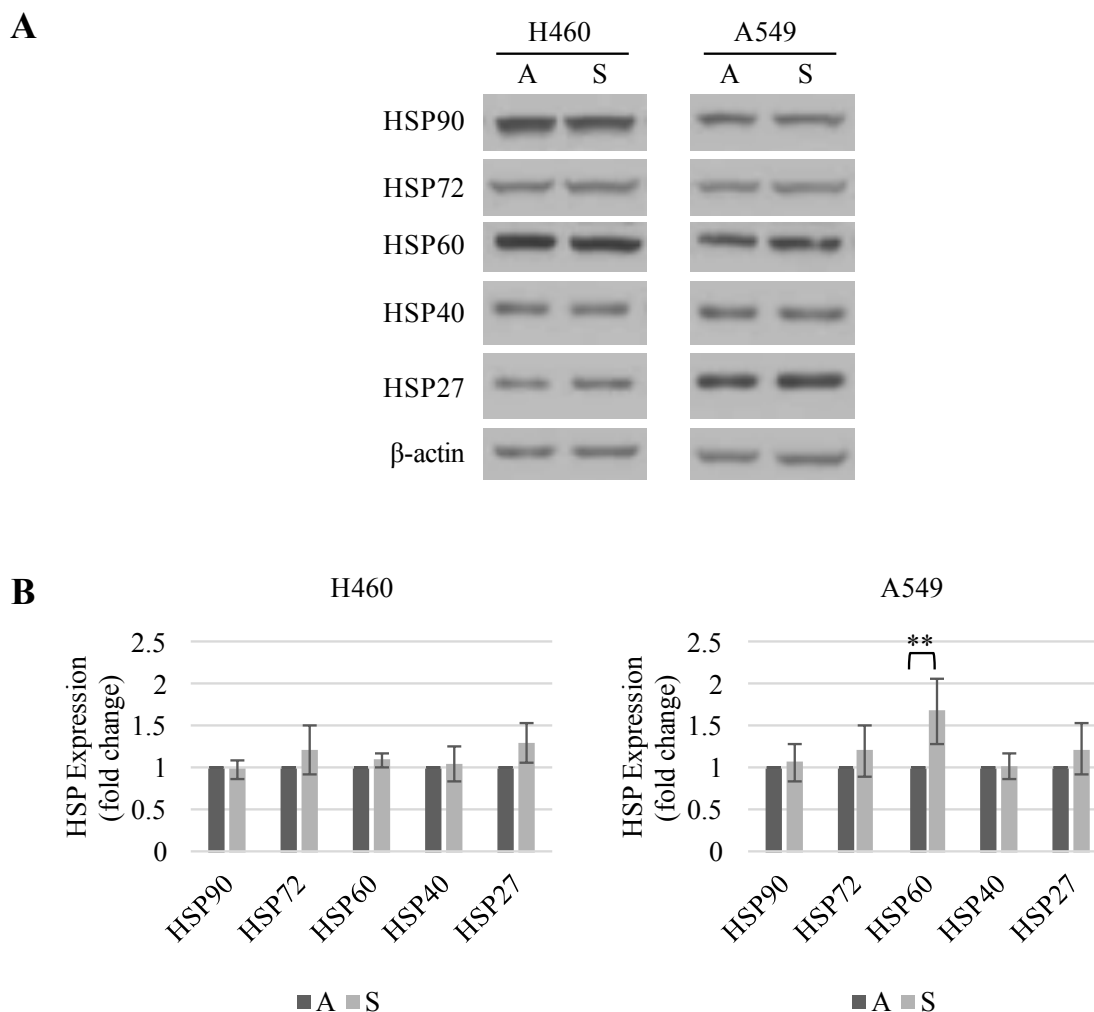 A
H460 A549
A S A S
HSP90
HSP72
HSP60
HSP40
HSP27
β-actin
B
H460
HSP Expression
(fold change)
2.5
2
1.5
1
0.5
0
HSP90
HSP72
HSP60
HSP40
HSP27
A S
A549
HSP Expression
(fold change)
2.5
2
1.5
1
0.5
0
**
HSP90
HSP72
HSP60
HSP40
HSP27
A S